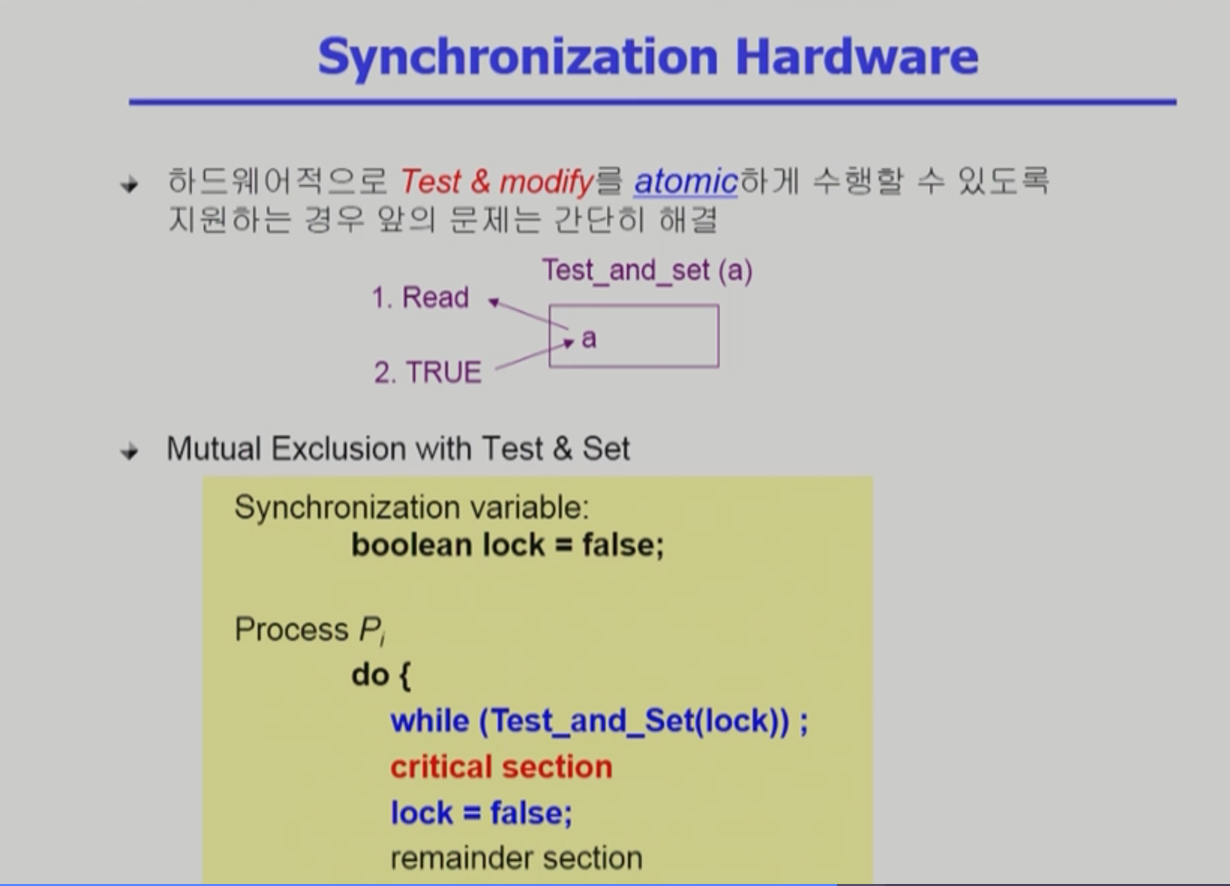 Synchronization Hardware
하드웨어적으로 Test & modify를 atomic하게 수행할 수 있도록
지원하는 경우 앞의 문제는 간단히 해결
Test_and_set (a)
1. Read
a
2. TRUE
Mutual Exclusion with Test & Set
Synchronization variable:
boolean lock = false;
Process Pi
do {
while (Test_and_Set(lock)) ;
critical section
lock = false;
remainder section